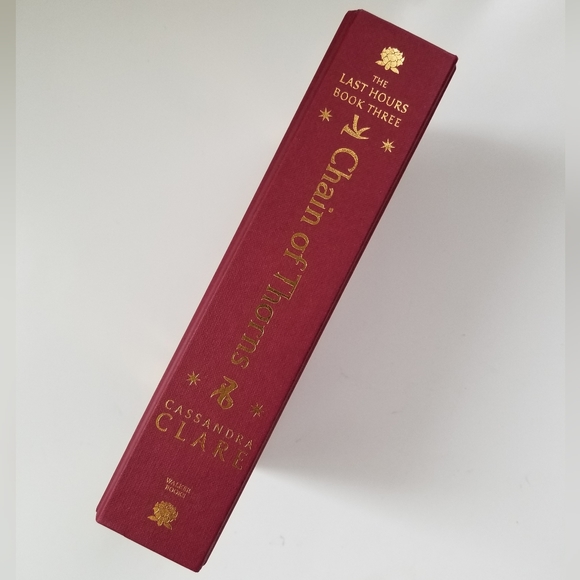 THE
LAST HOURS
BOOK THREE
Chain of Thorns
CASSANDRA
CLARE
WALKER
BOOKS